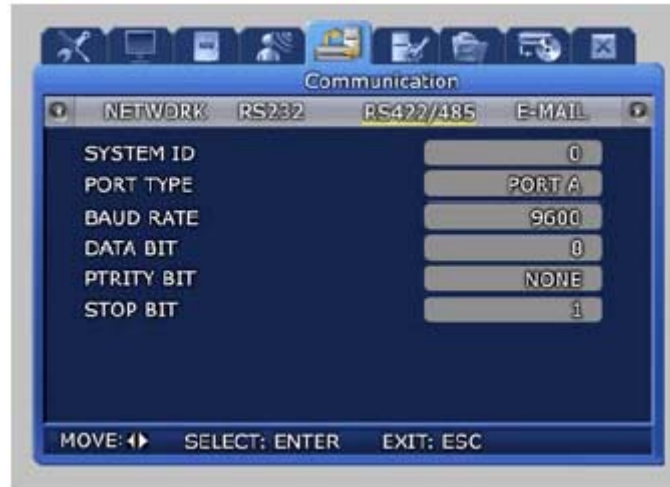 Communication
NETWORK RS232 RS422/485 E-MAIL
SYSTEM ID 0
PORT TYPE PORT A
BAUD RATE 9600
DATA BIT 8
PTRITY BIT NONE
STOP BIT 1
MOVE: SELECT: ENTER EXIT: ESC